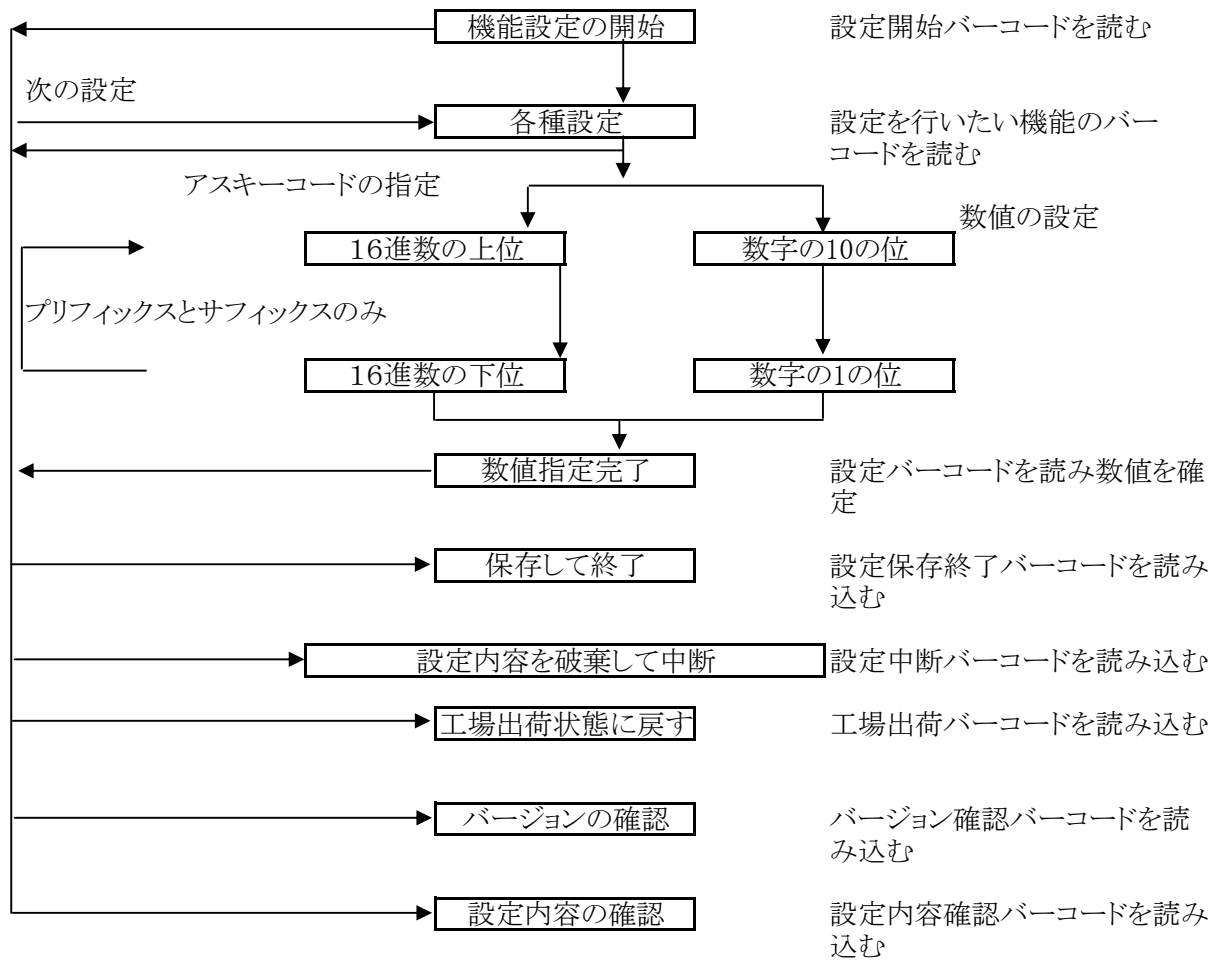 機能設定の開始
設定開始バーコードを読む
次の設定
各種設定
設定を行いたい機能のバー
コードを読む
アスキーコードの指定
数値の設定
16進数の上位
数字の10の位
プリフィックスとサフィックスのみ
16進数の下位
数字の1の位
数値指定完了
設定バーコードを読み数値を確
定
保存して終了
設定保存終了バーコードを読み
込む
設定内容を破棄して中断
設定中断バーコードを読み込む
工場出荷状態に戻す
工場出荷バーコードを読み込む
バージョンの確認
バージョン確認バーコードを読
み込む
設定内容の確認
設定内容確認バーコードを読み
込む